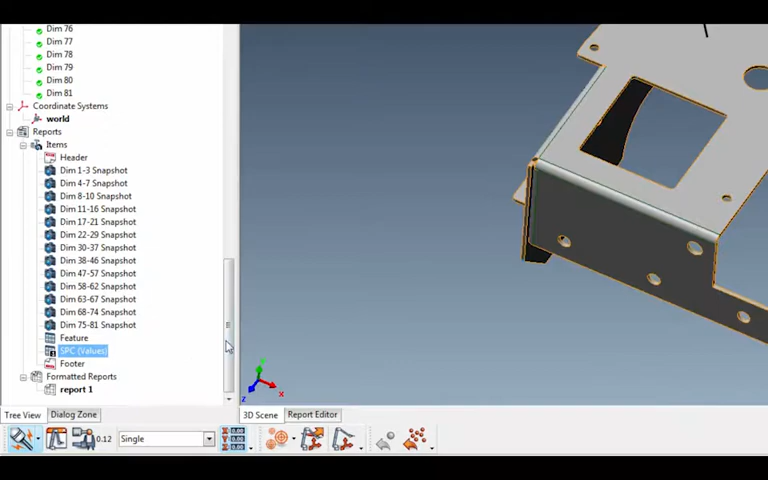 Dim 76
Dim 77
Dim 78
Dim 79
Dim 80
Dim 81
Coordinate Systems
world
Reports
Items
Header
Dim 1-3 Snapshot
Dim 4-7 Snapshot
Dim 8-10 Snapshot
Dim 11-16 Snapshot
Dim 17-21 Snapshot
Dim 22-29 Snapshot
Dim 30-37 Snapshot
Dim 38-46 Snapshot
Dim 47-57 Snapshot
Dim 58-62 Snapshot
Dim 63-67 Snapshot
Dim 68-74 Snapshot
Dim 75-81 Snapshot
Feature
SPC (Values)
Footer
Formatted Reports
report 1
Y
X
Z
Tree View Dialog Zone 3D Scene Report Editor
0.12 Single